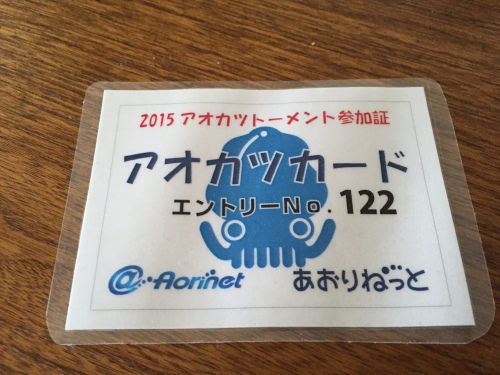 2015 アオカツトーメント参加証
アオカツカード
エントリーNo. 122
@Aorinet あおりねっと